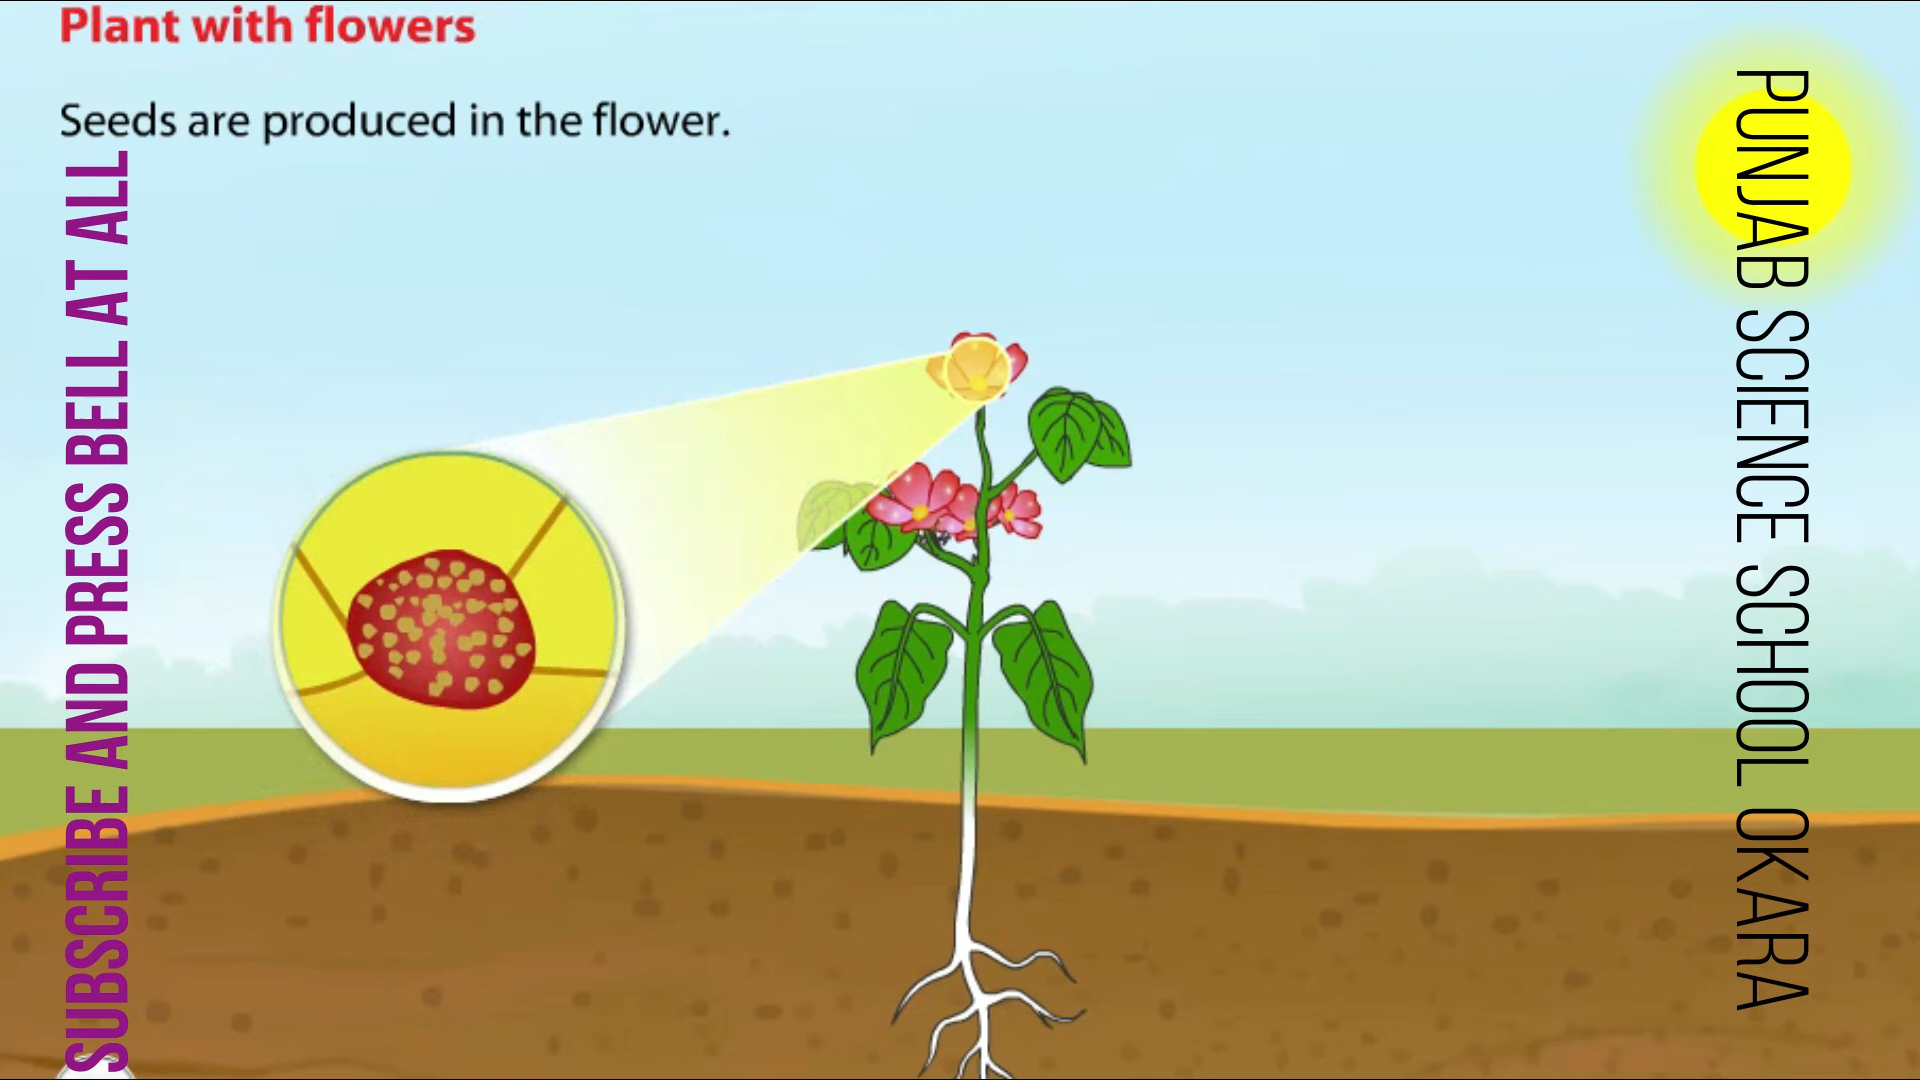 Plant with flowers
Seeds are produced in the flower.
SUBSCRIBE AND PRESS BELL AT ALL
PUNJAB SCIENCE SCHOOL OKARA